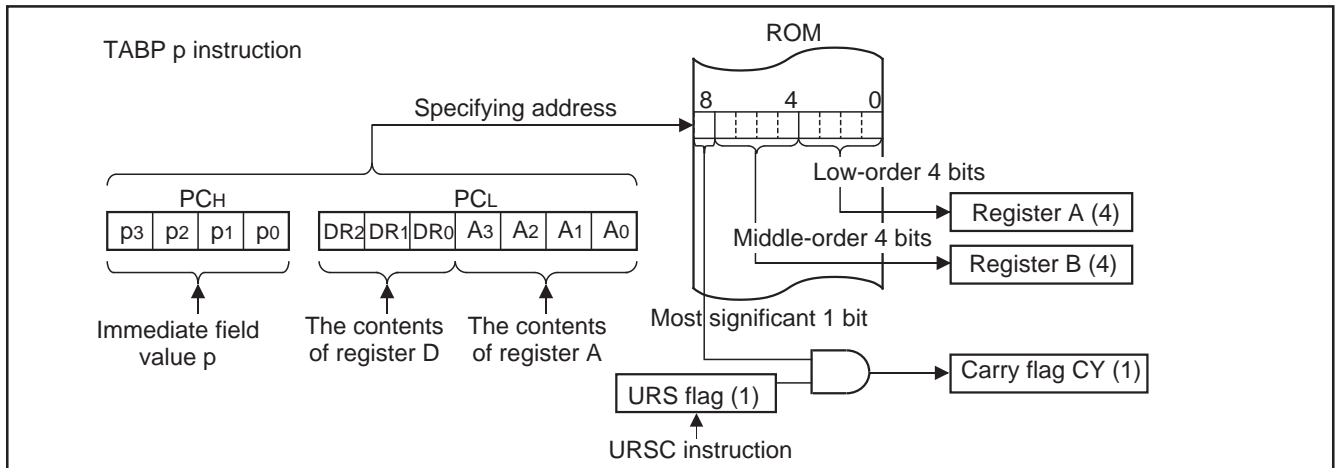 TABP p instruction
ROM
8 4 0
Specifying address
Low-order 4 bits
PCH PCL
p3 p2 p1 p0 DR2 DR1 DR0 A3 A2 A1 A0
Register A (4)
Middle-order 4 bits
Register B (4)
Immediate field
value p
The contents
of register D
The contents
of register A
Most significant 1 bit
Carry flag CY (1)
URS flag (1)
URSC instruction